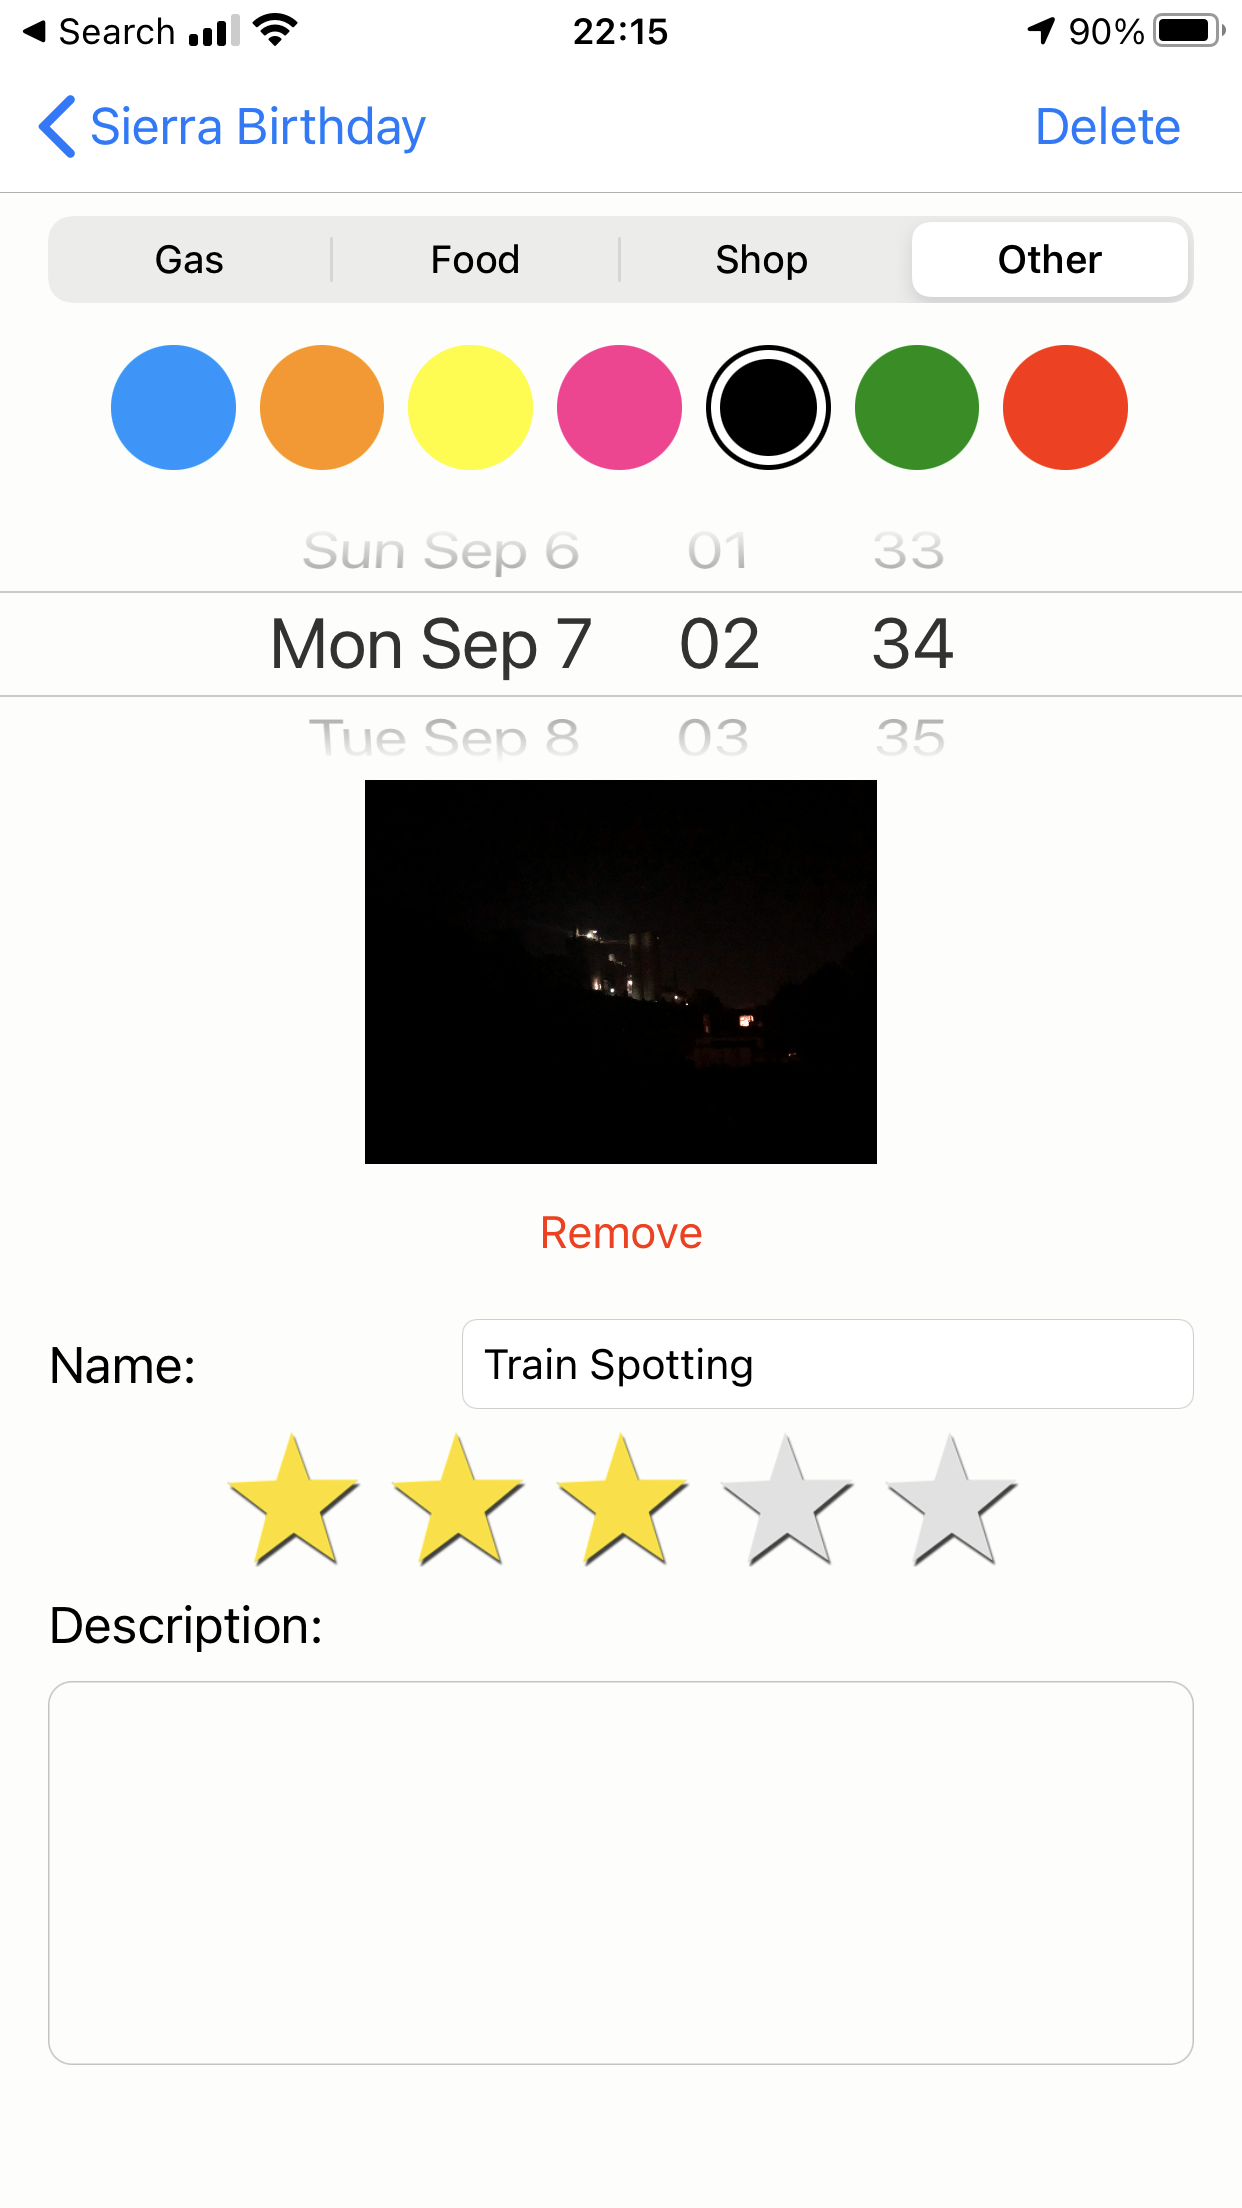 Search 22:15 90%
Sierra Birthday Delete
Gas Food Shop Other
Sun Sep 6 01 33
Mon Sep 7 02 34
Tue Sep 8 03 35
Remove
Name: Train Spotting
Description: